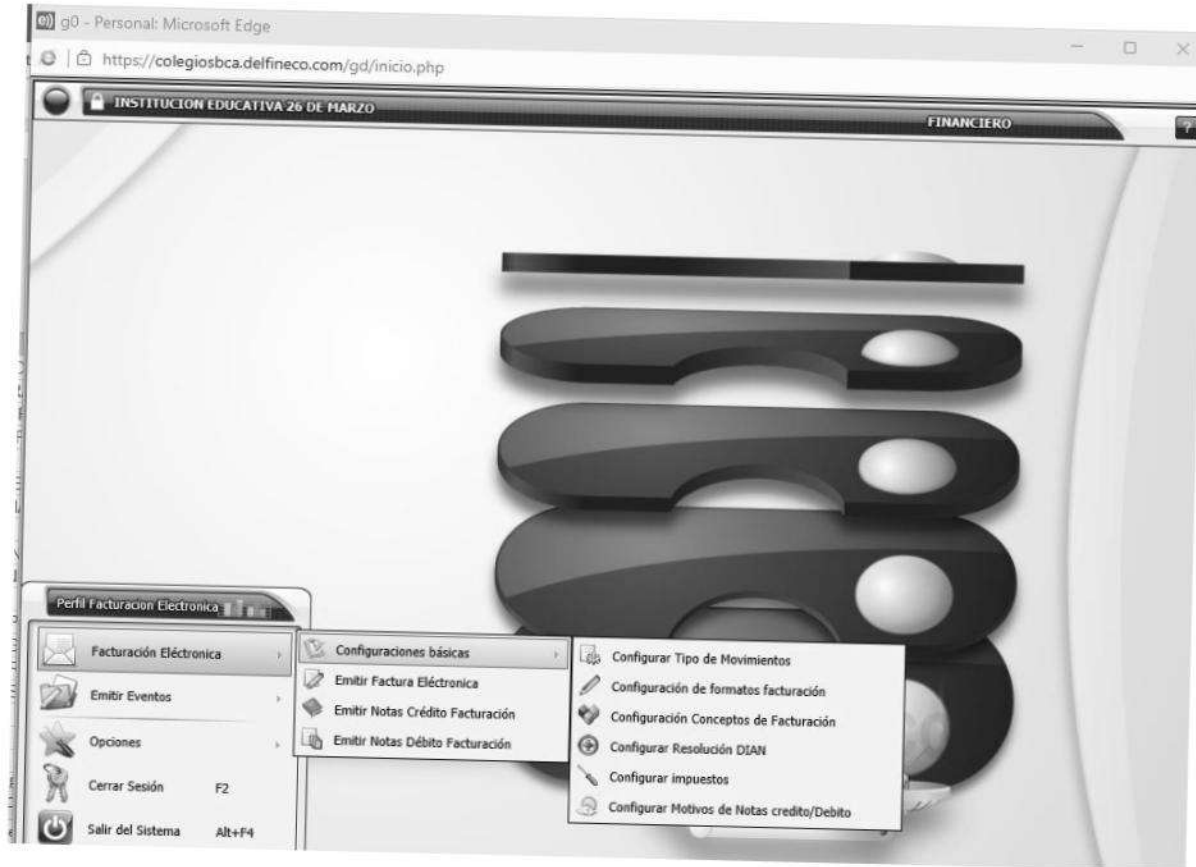 g0 - Personal: Microsoft Edge
https://colegiosbca.delfineco.com/gd/inicio.php
INSTITUCION EDUCATIVA 26 DE MARZO
FINANCIERO
?
Perfil Facturacion Electronica
Facturación Eléctronica
Emitir Eventos
Opciones
Cerrar Sesión F2
Salir del Sistema Alt+F4
Configuraciones básicas
Emitir Factura Eléctronica
Emitir Notas Crédito Facturación
Emitir Notas Débito Facturación
Configurar Tipo de Movimientos
Configuración de formatos facturación
Configuración Conceptos de Facturación
Configurar Resolución DIAN
Configurar impuestos
Configurar Motivos de Notas credito/Debito